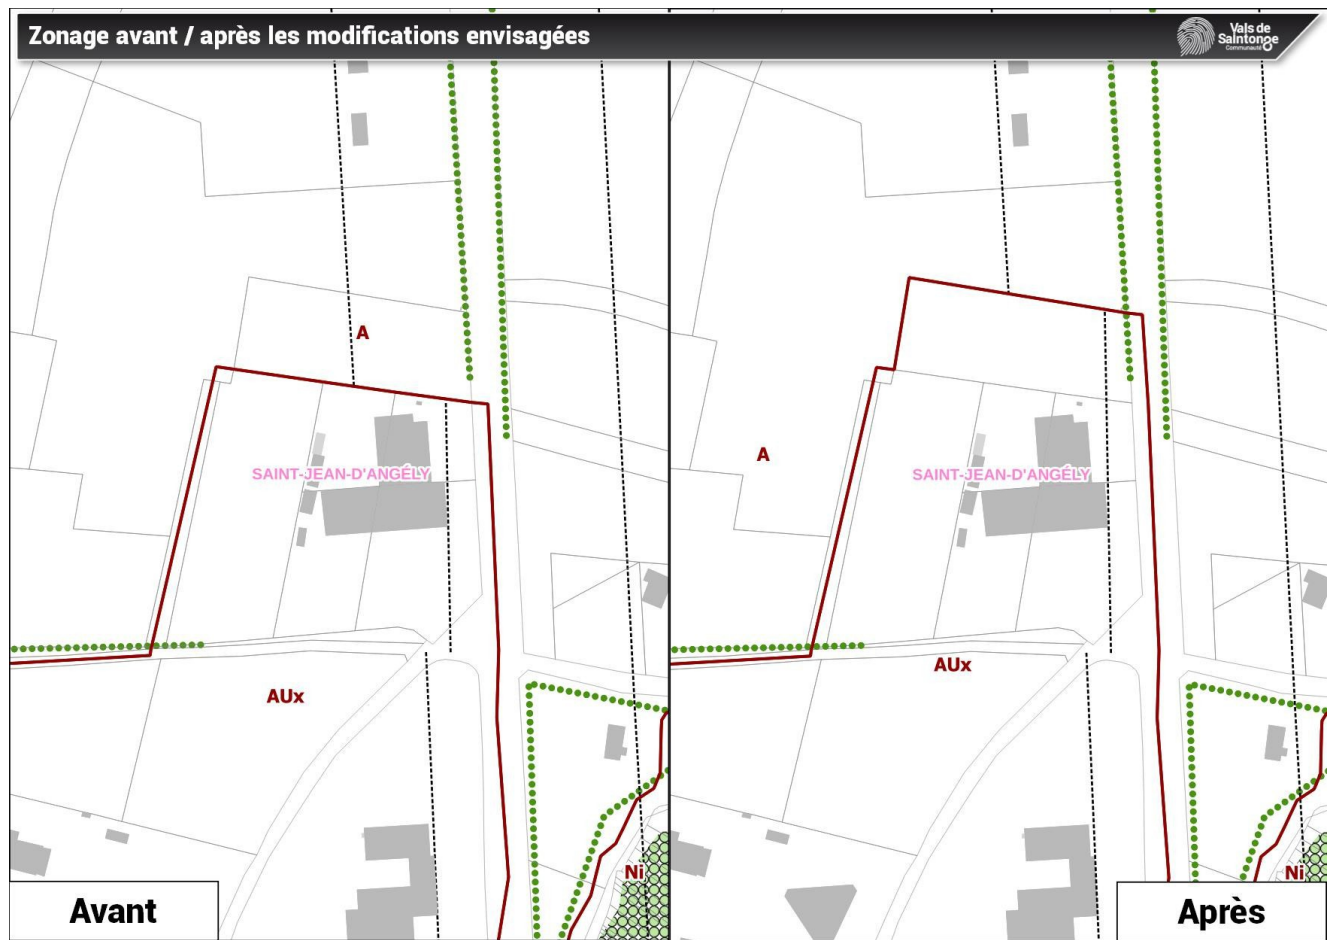 Zonage avant / après les modifications envisagées
Vals de
Saintonge
Communauté
A
SAINT-JEAN-D'ANGÉLY
AUx
Ni
Avant
A
SAINT-JEAN-D'ANGÉLY
AUx
Ni
Après